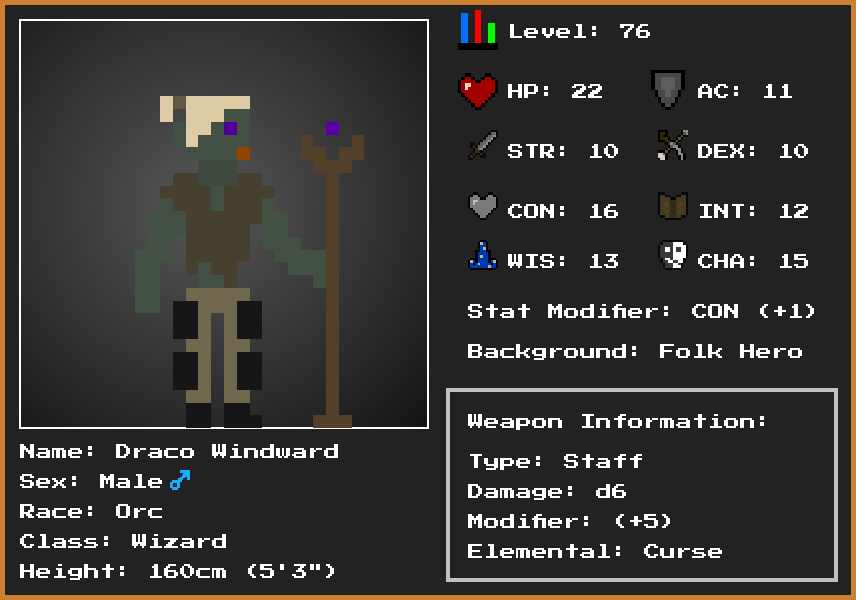 Level: 76
HP: 22
AC: 11
STR: 10
DEX: 10
CON: 16
INT: 12
WIS: 13
CHA: 15
Stat Modifier: CON (+1)
Background: Folk Hero
Weapon Information:
Type: Staff
Damage: d6
Modifier: (+5)
Elemental: Curse
Name: Draco Windward
Sex: Male ♂
Race: Orc
Class: Wizard
Height: 160cm (5'3")